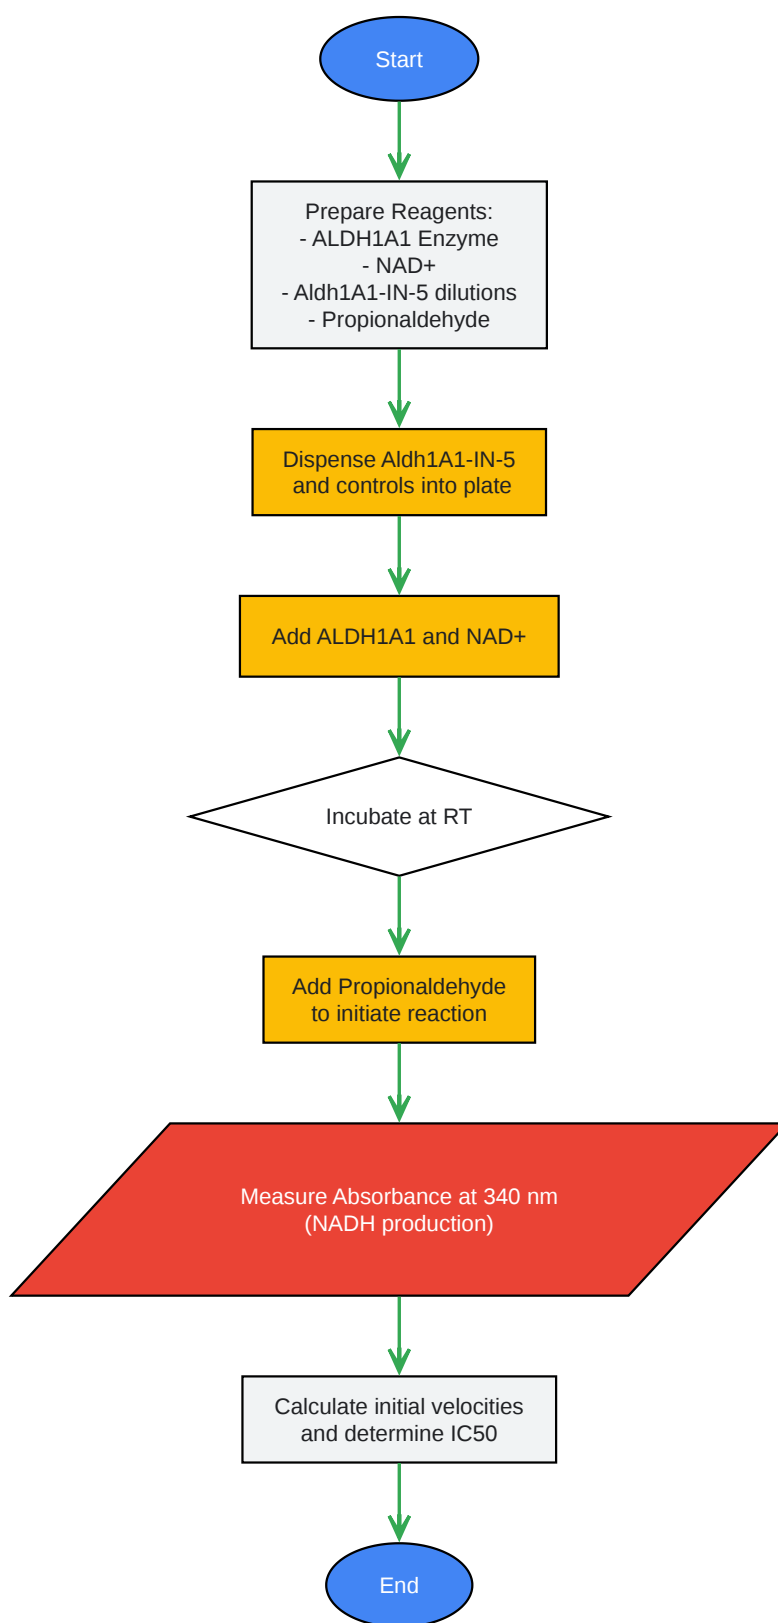 Start
Prepare Reagents:
- ALDH1A1 Enzyme
- NAD+
- Aldh1A1-IN-5 dilutions
- Propionaldehyde
Dispense Aldh1A1-IN-5
and controls into plate
Add ALDH1A1 and NAD+
Incubate at RT
Add Propionaldehyde
to initiate reaction
Measure Absorbance at 340 nm
(NADH production)
Calculate initial velocities
and determine IC50
End